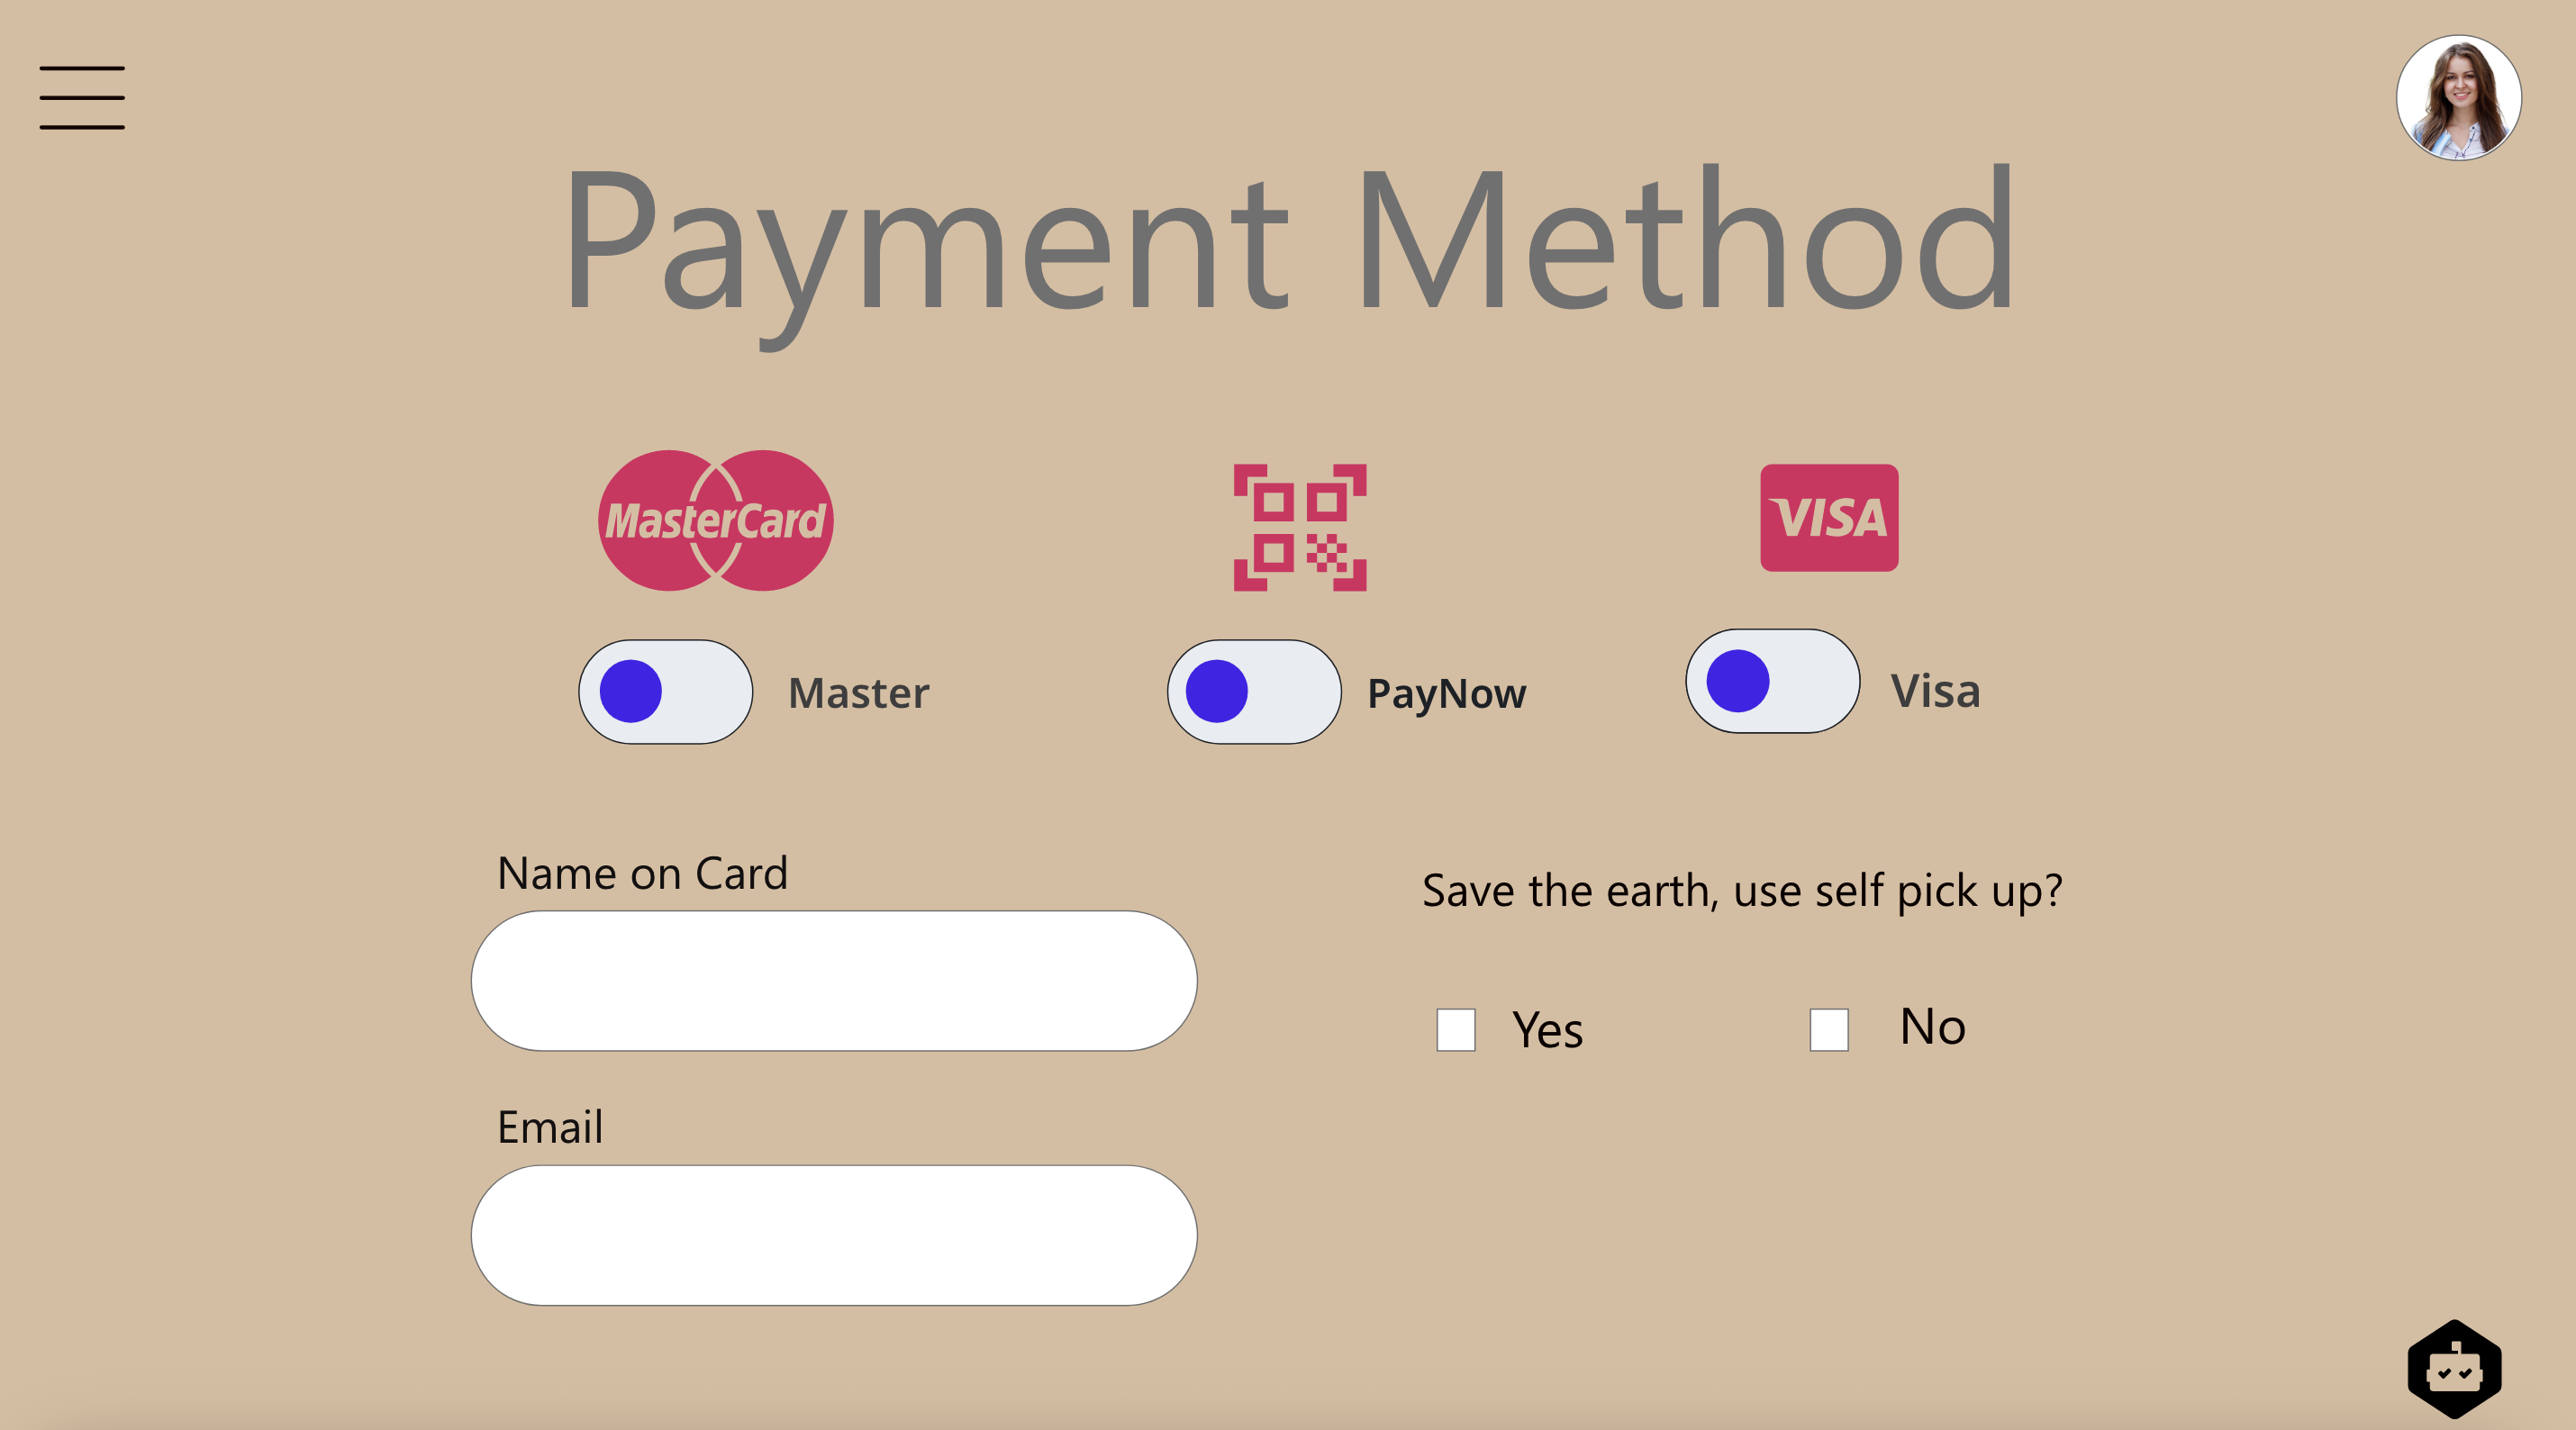 Payment Method
MasterCard
VISA
Master
PayNow
Visa
Name on Card
Save the earth, use self pick up?
Yes
No
Email